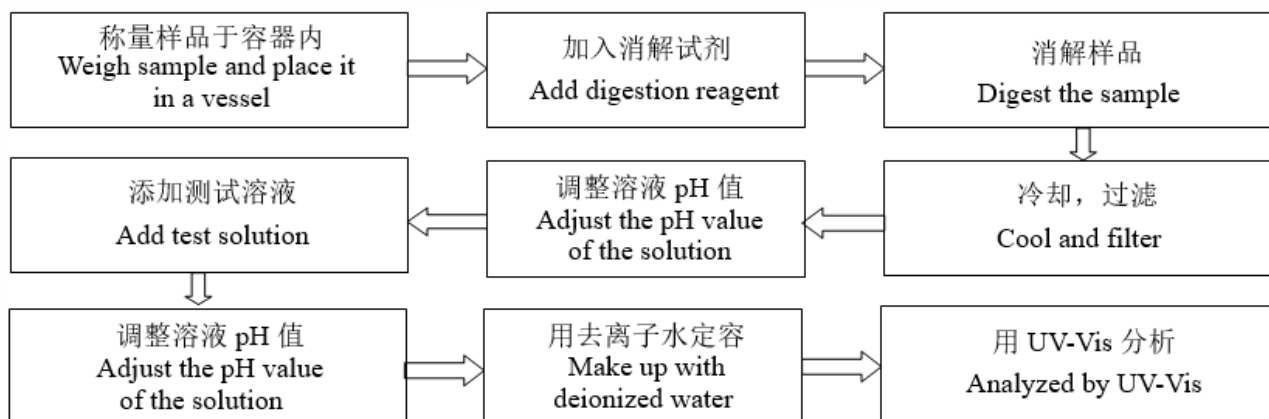 称量样品于容器内
Weigh sample and place it
in a vessel
加入消解试剂
Add digestion reagent
消解样品
Digest the sample
冷却，过滤
Cool and filter
调整溶液 pH 值
Adjust the pH value
of the solution
添加测试溶液
Add test solution
调整溶液 pH 值
Adjust the pH value
of the solution
用去离子水定容
Make up with
deionized water
用 UV-Vis 分析
Analyzed by UV-Vis